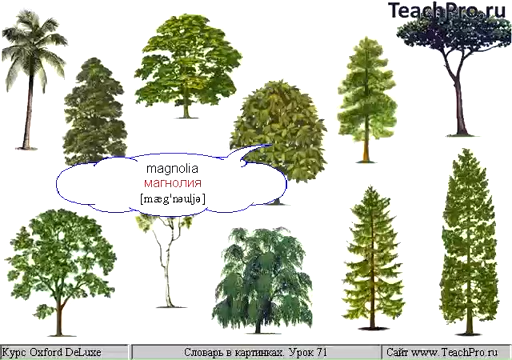 TeachPro.ru
magnolia
магнолия
[mæg'nəuljə]
Курс Oxford DeLuxe
Словарь в картинках. Урок 71
Сайт www. TeachPro.ru